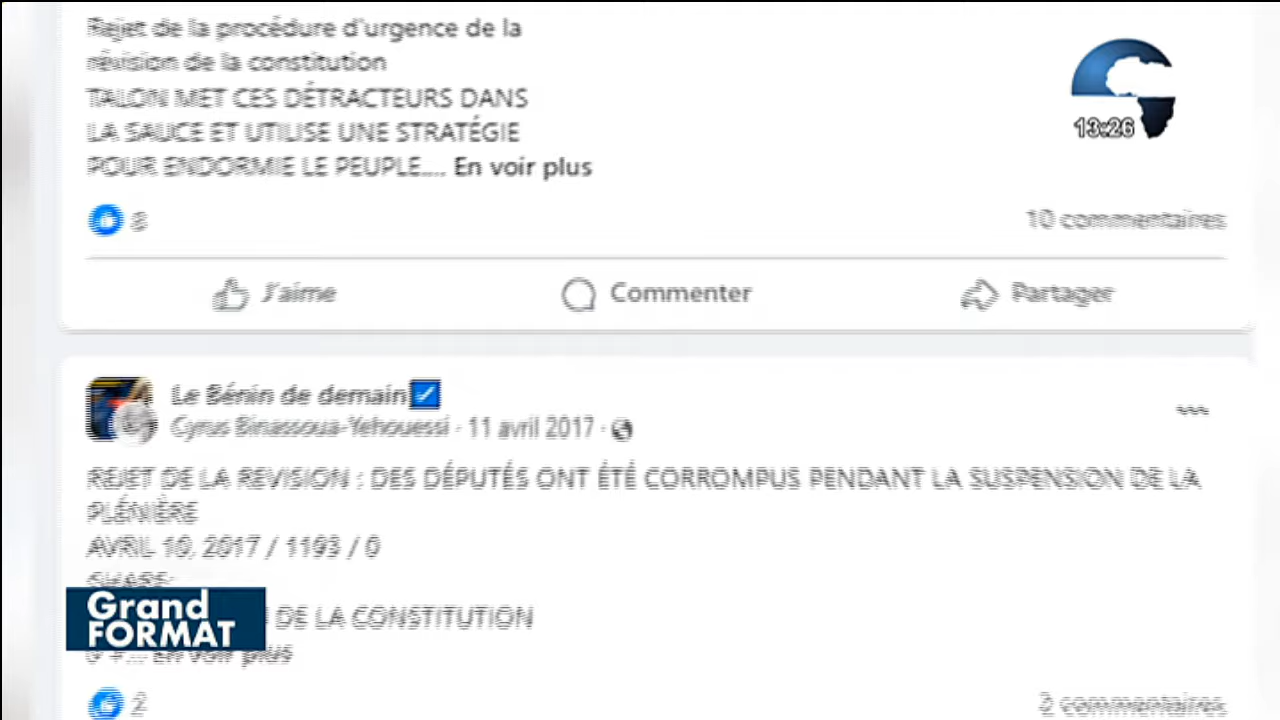 Rejet de la procédure d'urgence de la
révision de la constitution
TALON MET CES DÉTRACTEURS DANS
LA SAUCE ET UTILISE UNE STRATÉGIE
POUR ENDORMIE LE PEUPLE.... En voir plus
13:26
8
10 commentaires
J'aime
Commenter
Partager
Le Bénin de demain
Cyrus Binassoua-Yehouessi · 11 avril 2017 ·
REJET DE LA REVISION : DES DÉPUTÉS ONT ÉTÉ CORROMPUS PENDANT LA SUSPENSION DE LA
PLÉNIÈRE
AVRIL 10, 2017 / 1193 / 0
SHARE:
Grand
FORMAT
DE LA CONSTITUTION
En voir plus
2
2 commentaires